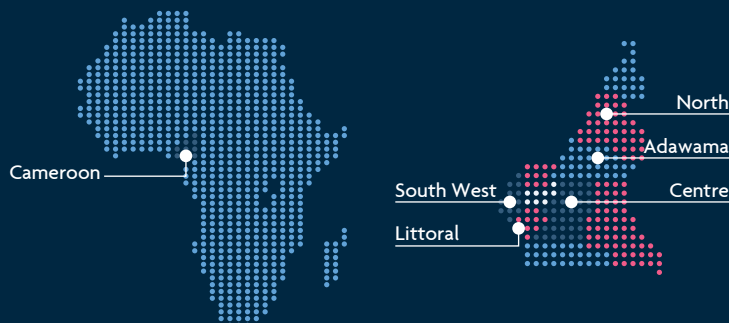 Cameroon
North
Adawama
South West
Centre
Littoral